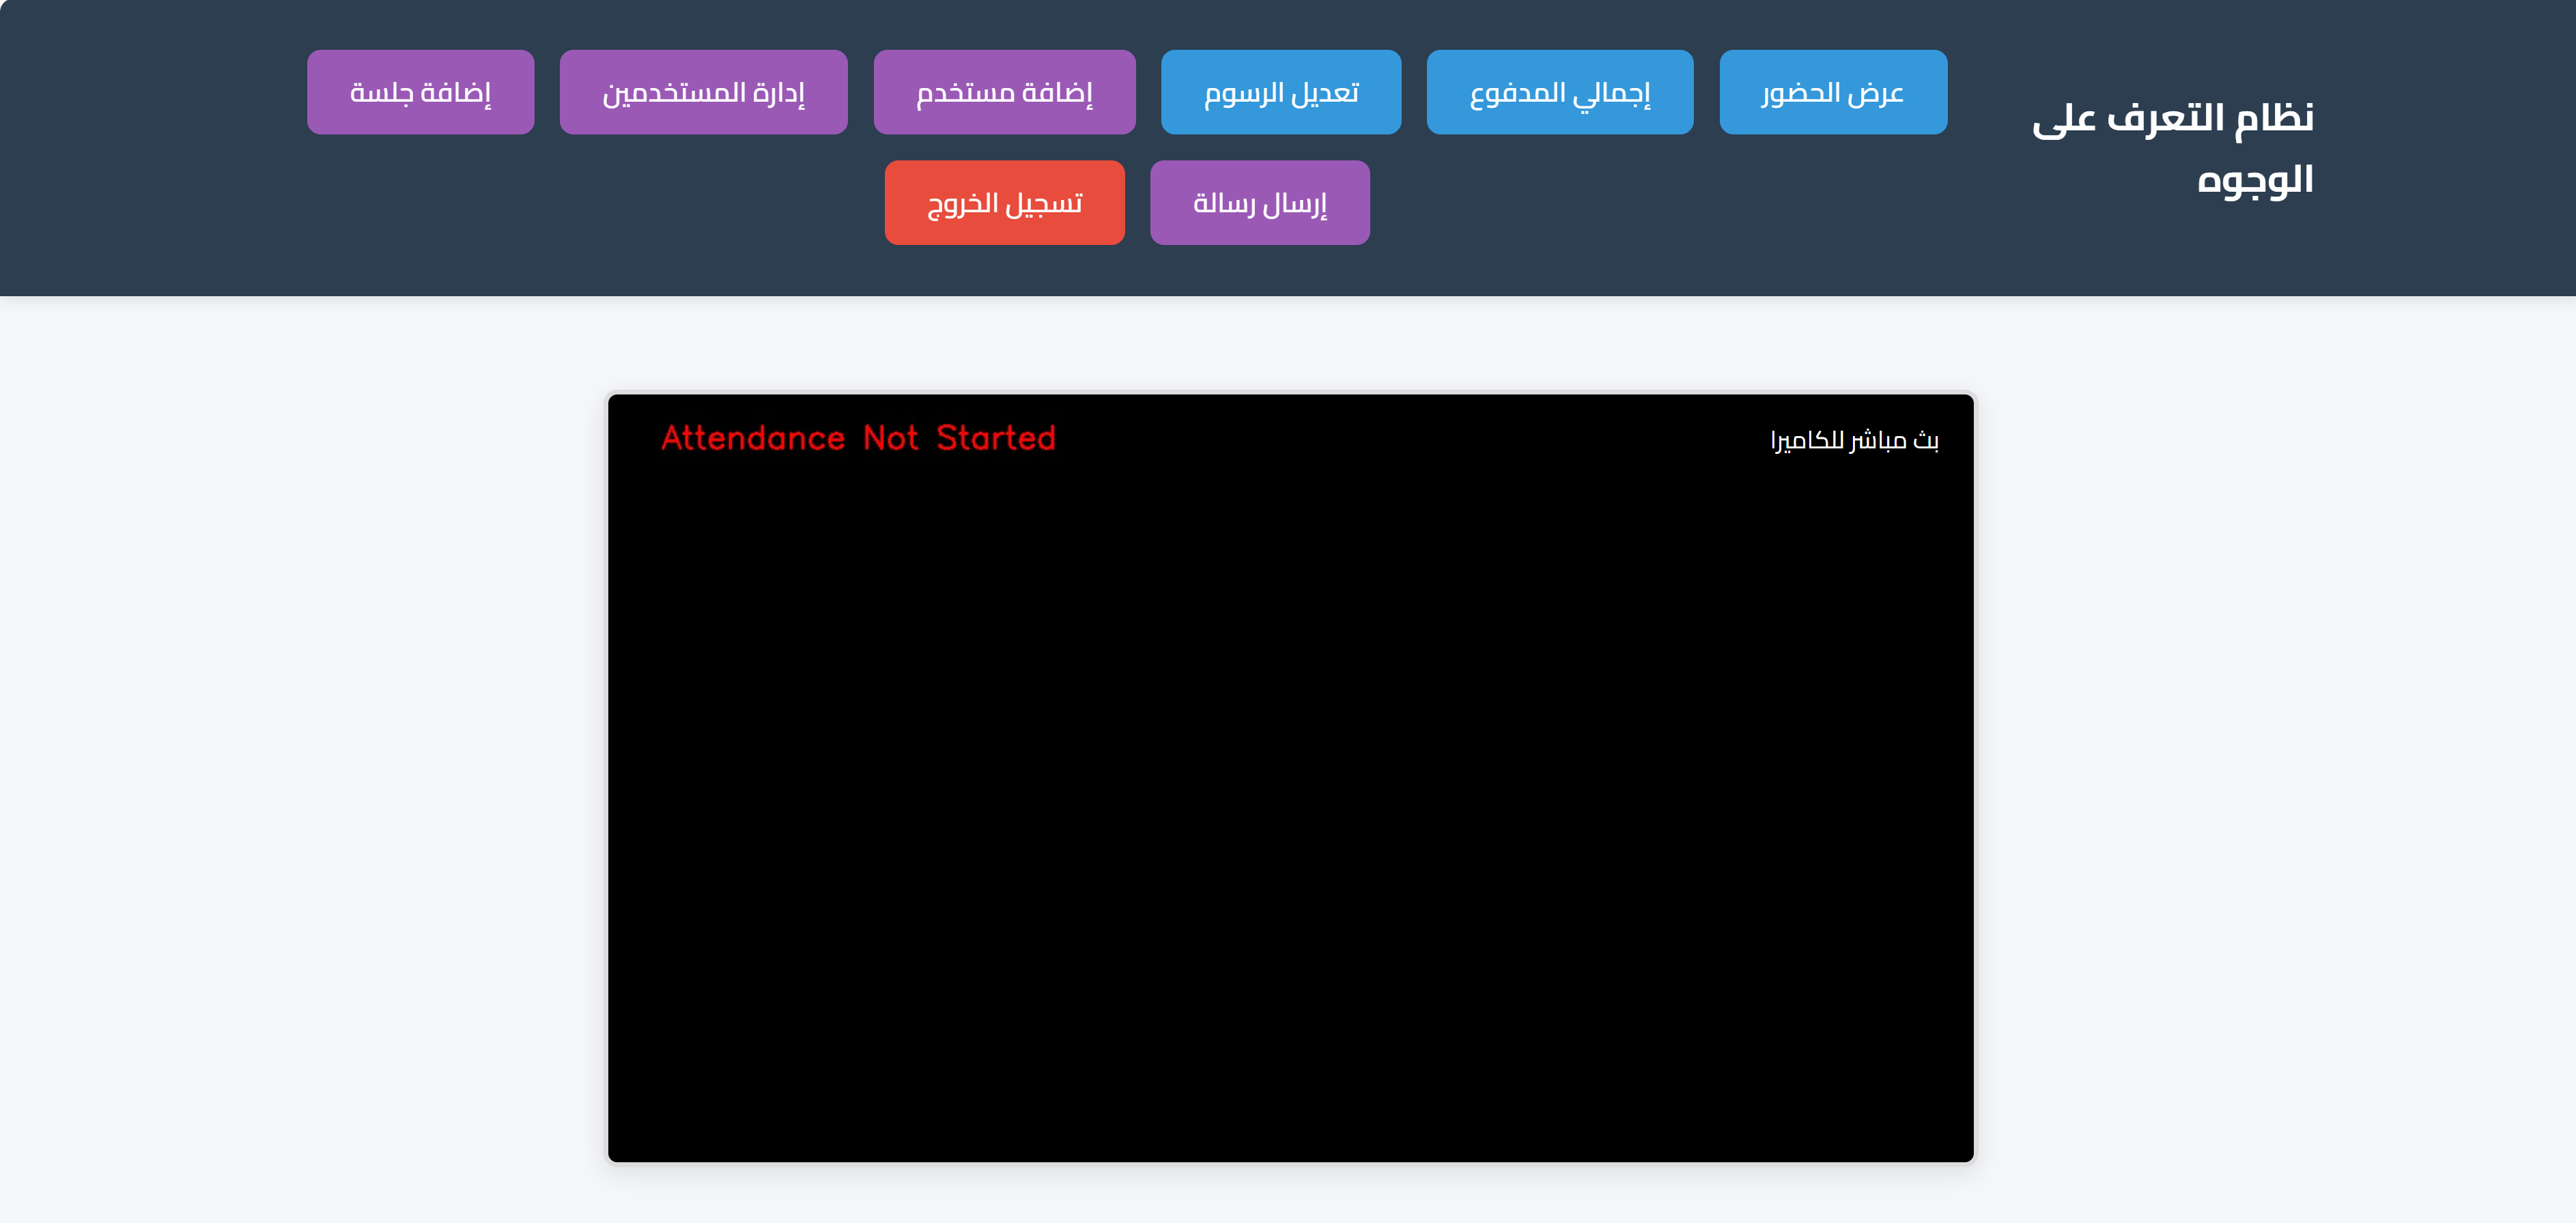 نظام التعرف على
الوجوه
عرض الحضور
إجمالي المدفوع
تعديل الرسوم
إضافة مستخدم
إدارة المستخدمين
إضافة جلسة
إرسال رسالة
تسجيل الخروج
بث مباشر للكاميرا
Attendance Not Started